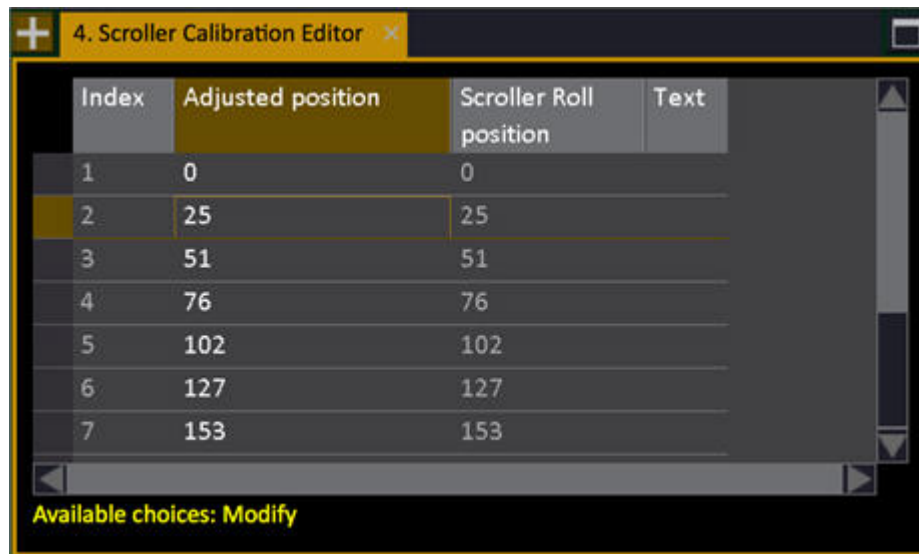 4. Scroller Calibration Editor
Index Adjusted position Scroller Roll position Text
1 0 0
2 25 25
3 51 51
4 76 76
5 102 102
6 127 127
7 153 153
Available choices: Modify